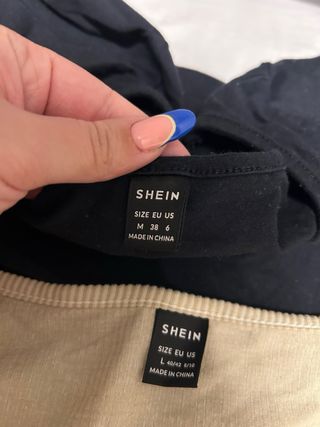 SHEIN
SIZE EU US
M 38 6
MADE IN CHINA
SHEIN
SIZE EU US
L 40/42 8/10
MADE IN CHINA